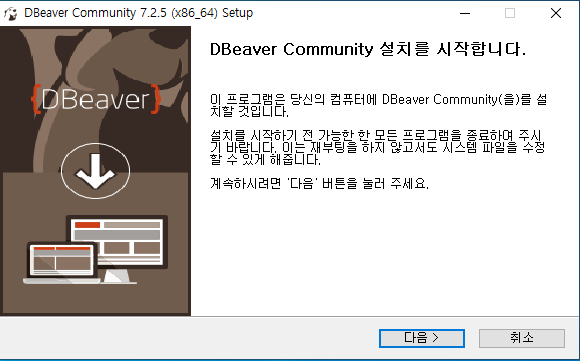 DBeaver Community 7.2.5 (x86_64) Setup
{DBeaver}
DBeaver Community 설치를 시작합니다.
이 프로그램은 당신의 컴퓨터에 DBeaver Community(을)를 설
치할 것입니다.
설치를 시작하기 전 가능한 한 모든 프로그램을 종료하여 주시
기 바랍니다. 이는 재부팅을 하지 않고서도 시스템 파일을 수정
할 수 있게 해줍니다.
계속하시려면 '다음' 버튼을 눌러 주세요.
다음 >
취소